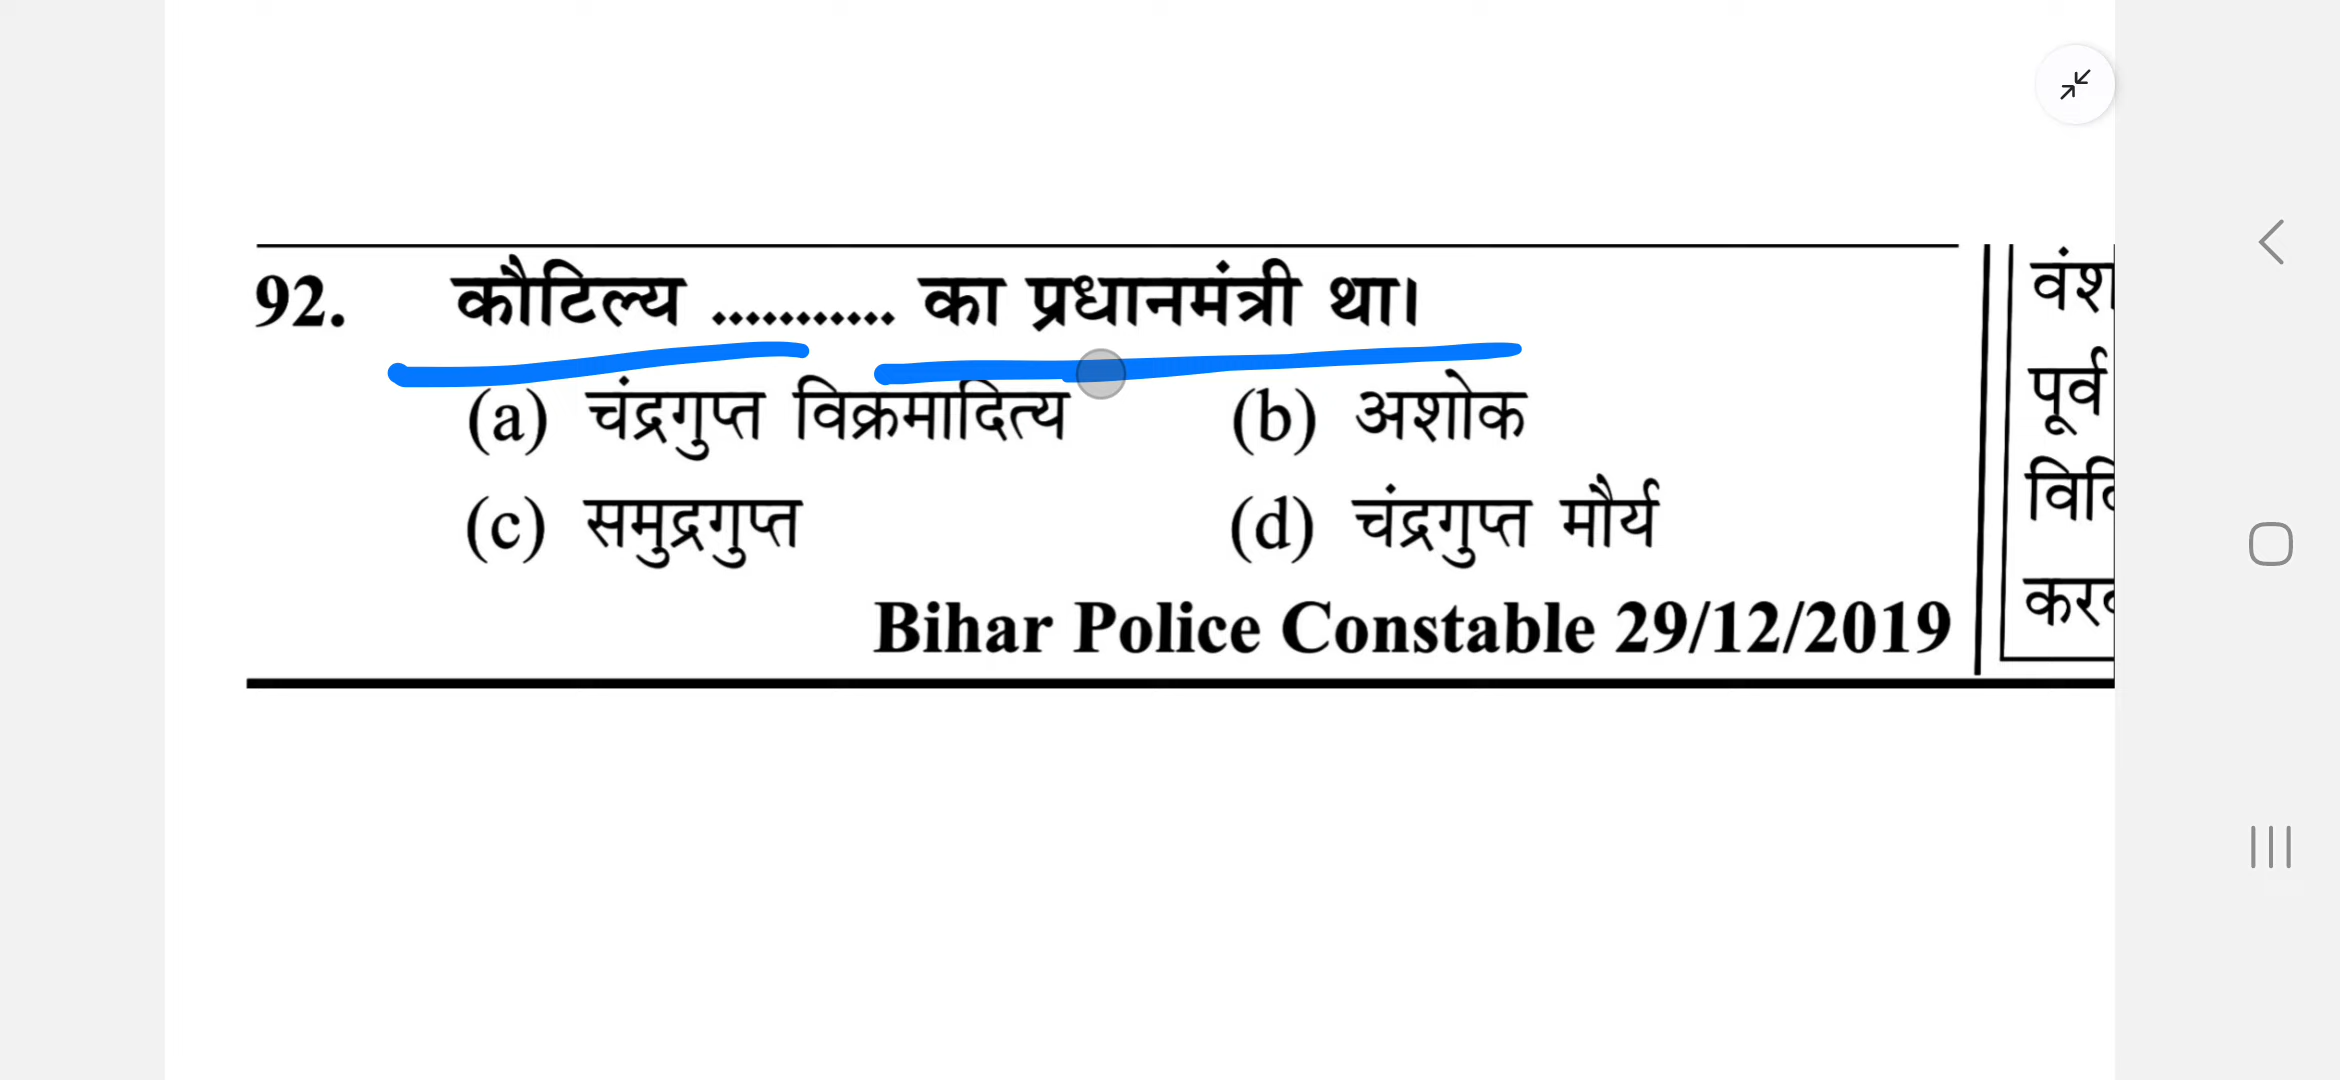 92. कौटिल्य ........... का प्रधानमंत्री था।
(a) चंद्रगुप्त विक्रमादित्य (b) अशोक
(c) समुद्रगुप्त (d) चंद्रगुप्त मौर्य
Bihar Police Constable 29/12/2019
वंश
पूर्व